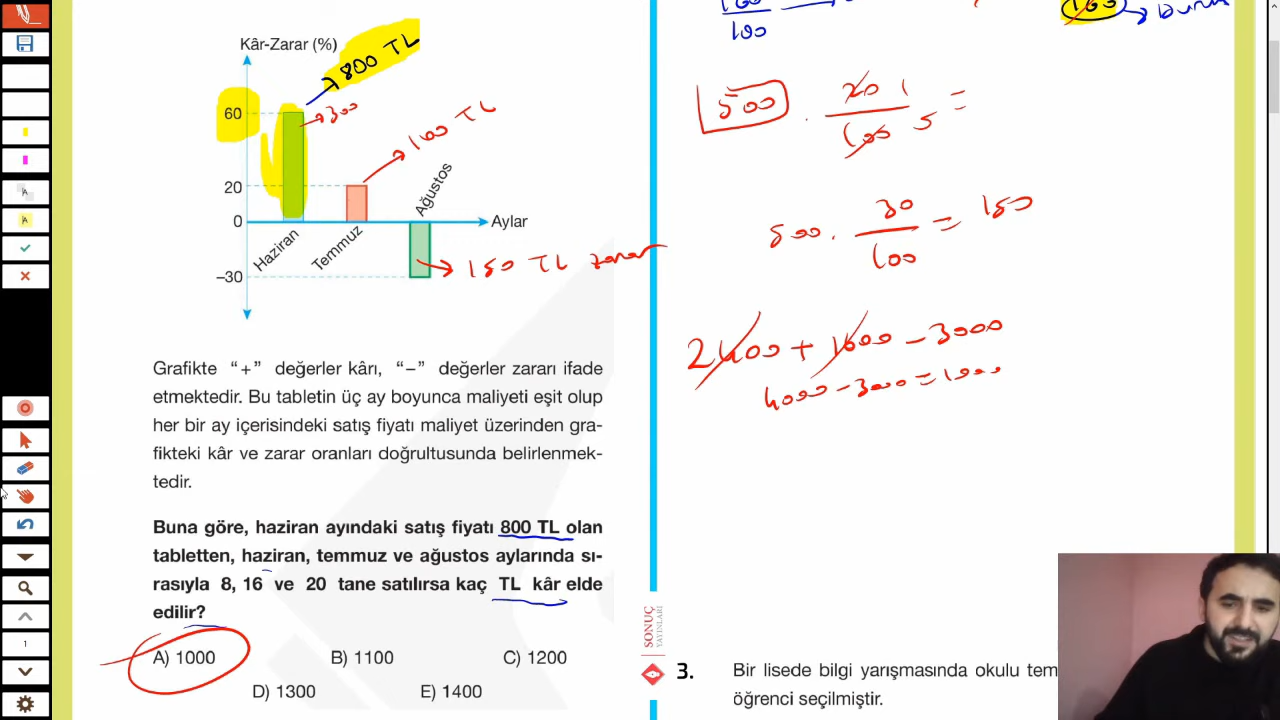 Kâr-Zarar (%)
800 TL
60
300
100 TL
20
0
Ağustos
Aylar
Haziran
Temmuz
–30
150 TL zarar
Grafikte “+” değerler kârı, “–” değerler zararı ifade
etmektedir. Bu tabletin üç ay boyunca maliyeti eşit olup
her bir ay içerisindeki satış fiyatı maliyet üzerinden gra-
fikteki kâr ve zarar oranları doğrultusunda belirlenmek-
tedir.
Buna göre, haziran ayındaki satış fiyatı 800 TL olan
tabletten, haziran, temmuz ve ağustos aylarında sı-
rasıyla 8, 16 ve 20 tane satılırsa kaç TL kâr elde
edilir?
A) 1000
B) 1100
C) 1200
D) 1300
E) 1400
500 . 20 1
100 5 =
500 . 30
100 = 150
2400 + 1600 – 3000
4000 – 3000 = 1000
SONUÇ
YAYINLARI
3. Bir lisede bilgi yarışmasında okulu tem
öğrenci seçilmiştir.
1